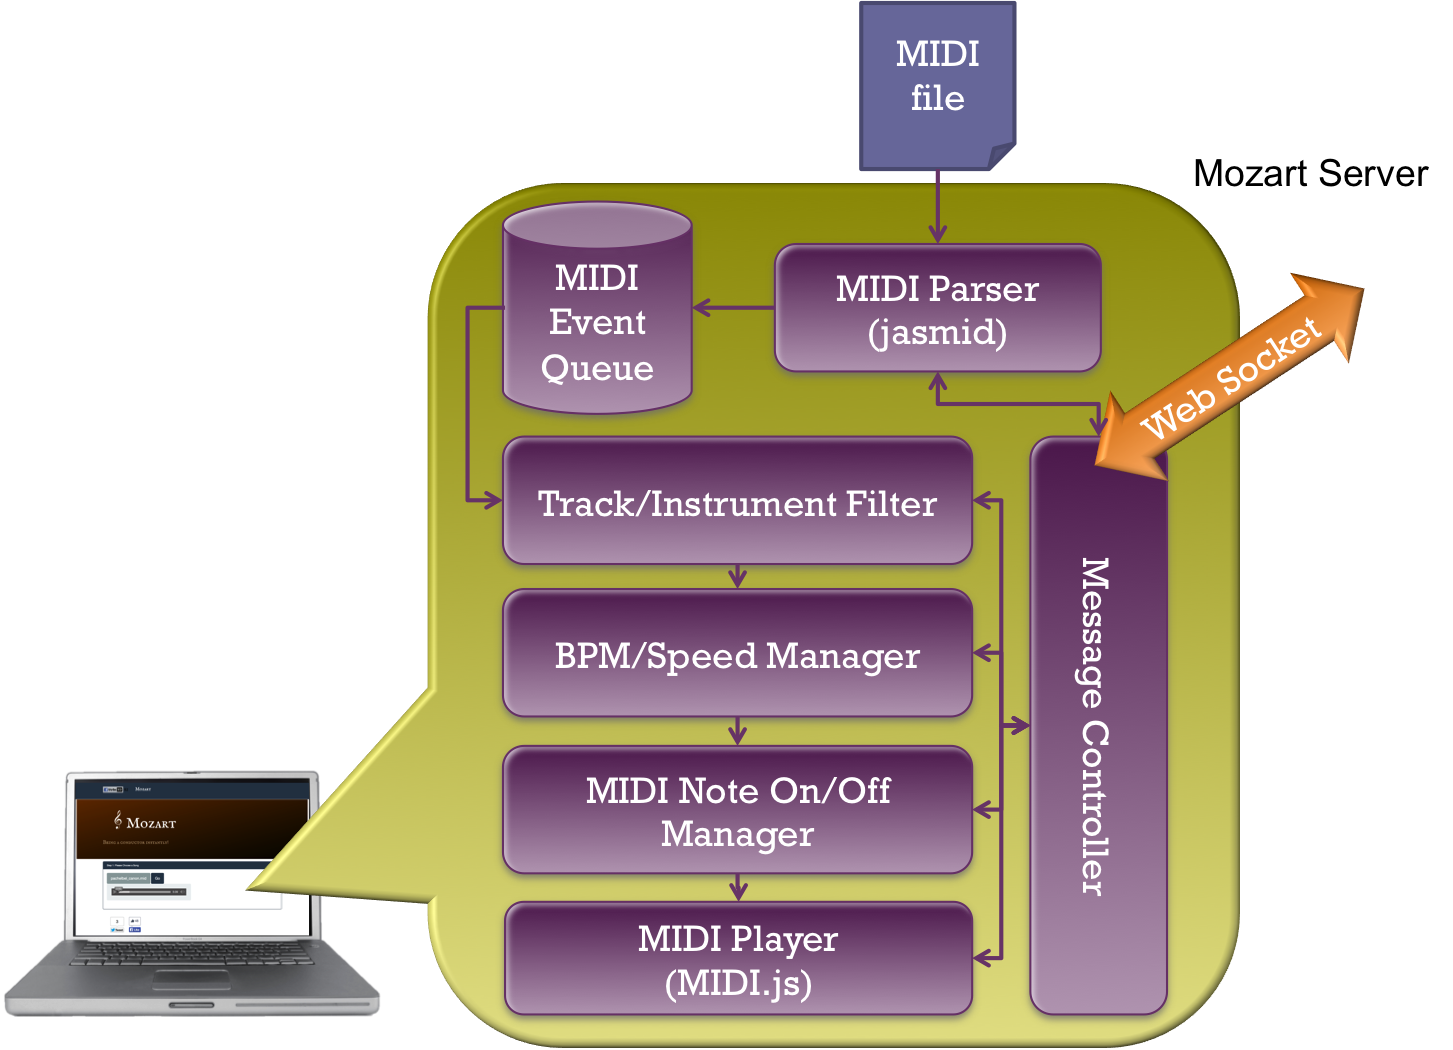 MIDI
file
Mozart Server
MIDI
Event
Queue
MIDI Parser
(jasmid)
Web Socket
Track/Instrument Filter
BPM/Speed Manager
MIDI Note On/Off
Manager
MIDI Player
(MIDI.js)
Message Controller
Mozart
MOZART